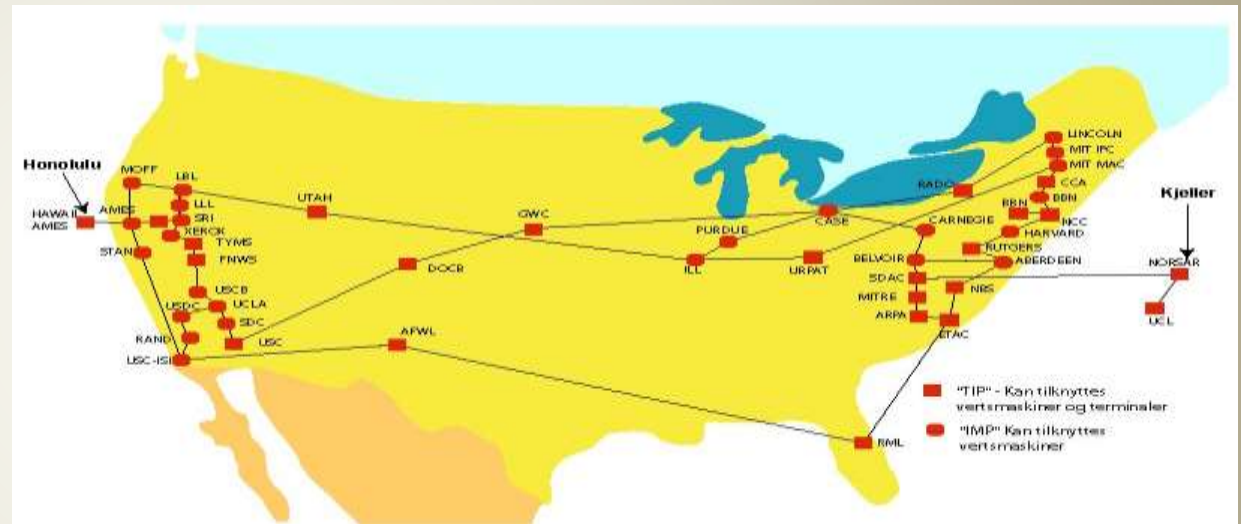 Honolulu
MOFF
LBL
LLL
HAWAII
AMES
AMES
SRI
XEROX
TYMS
FNWS
STAN
UTAH
GWC
DOCB
USCB
USDC
UCLA
SDC
RAND
USC
USC-ISI
AFWL
PURDUE
ILL
URPAT
CASE
RADC
LINCOLN
MIT IPC
MIT MAC
CCA
BBN
BBN
NCC
HARVARD
CARNEGIE
RUTGERS
BELVOIR
ABERDEEN
SDAC
NBS
MITRE
ARPA
ETAC
RML
Kjeller
NORSAR
UCL
"TIP" - Kan tilknyttes
vertsmaskiner og terminaler
"IMP" Kan tilknyttes
vertsmaskiner